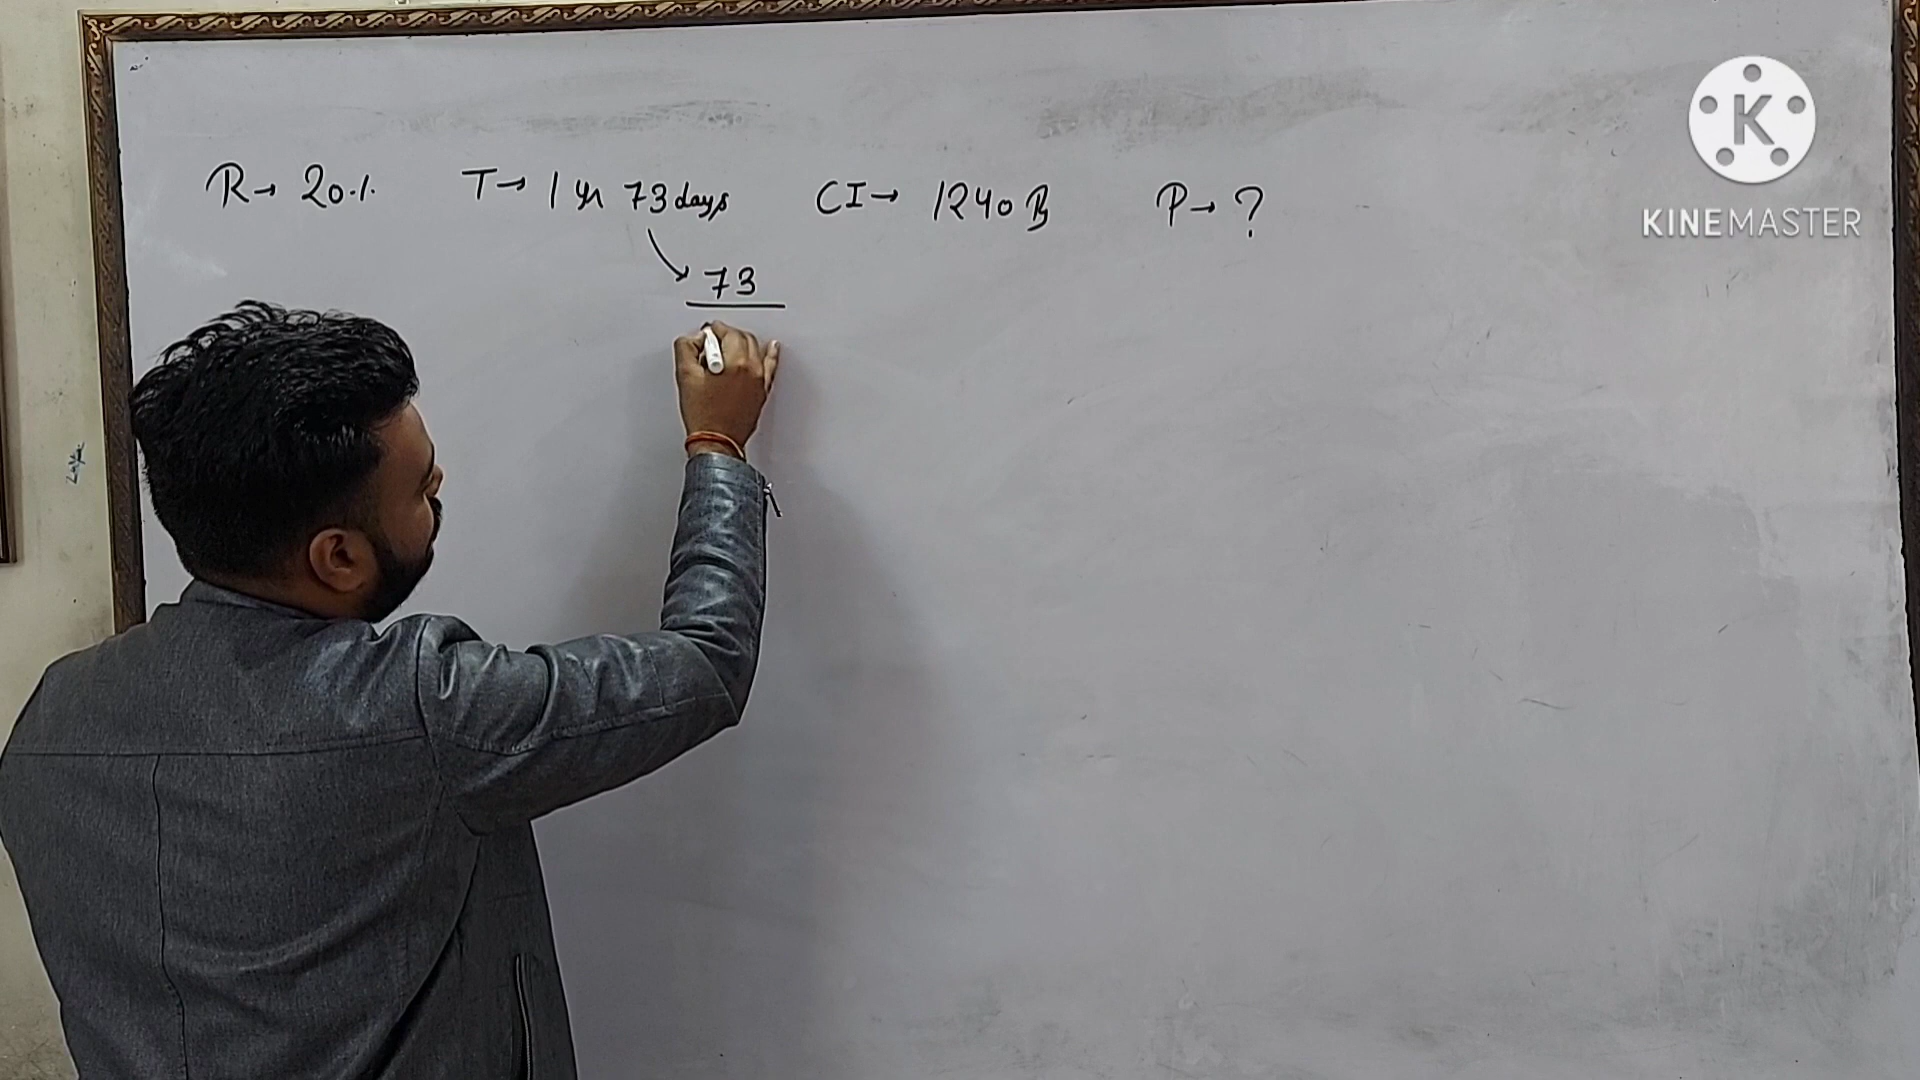 R→ 20% T→ 1 yr 73 days CI→ 1240 Rs P→ ?
73
K
KINEMASTER